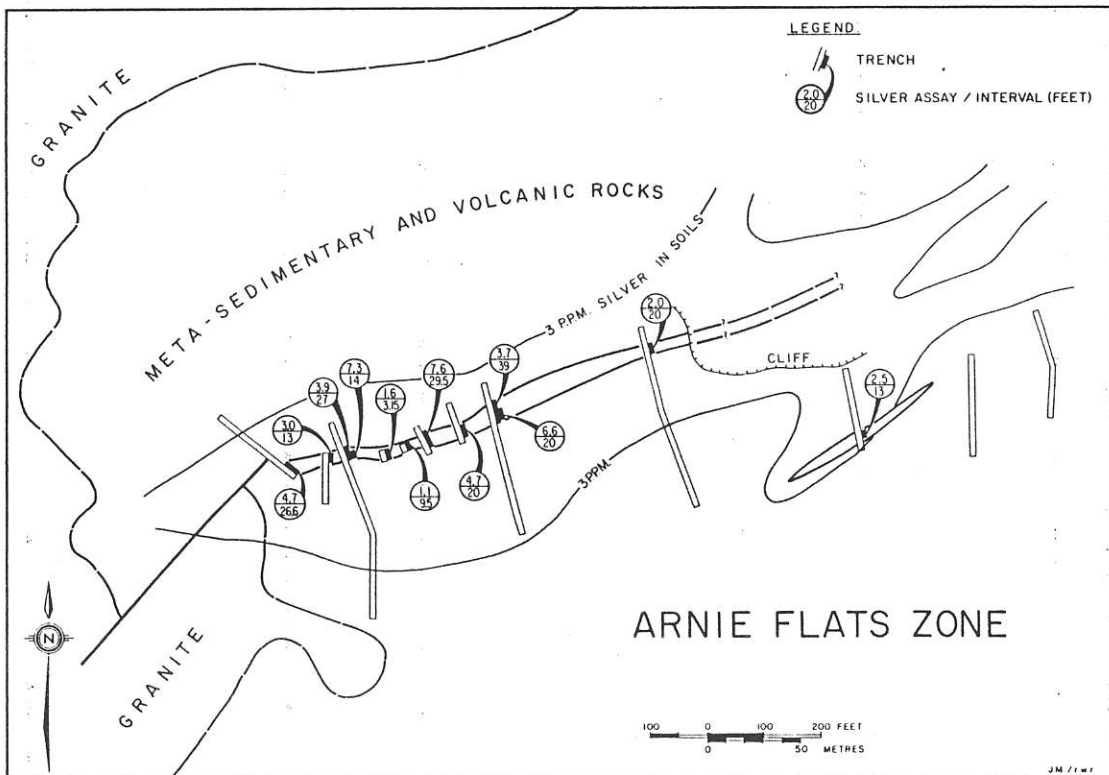 LEGEND:
TRENCH
2.0
20
SILVER ASSAY / INTERVAL (FEET)
GRANITE
META-SEDIMENTARY AND VOLCANIC ROCKS
3 P.P.M. SILVER IN SOILS
2.0
20
?
?
?
?
CLIFF
3.7
39
7.6
29.5
7.3
14
1.6
3.15
3.9
27
2.5
13
3.0
13
6.6
20
4.7
20
1.1
9.5
4.7
26.6
3PPM.
ARNIE FLATS ZONE
N
GRANITE
100 0 100 200 FEET
0 50 METRES
JM / rwr